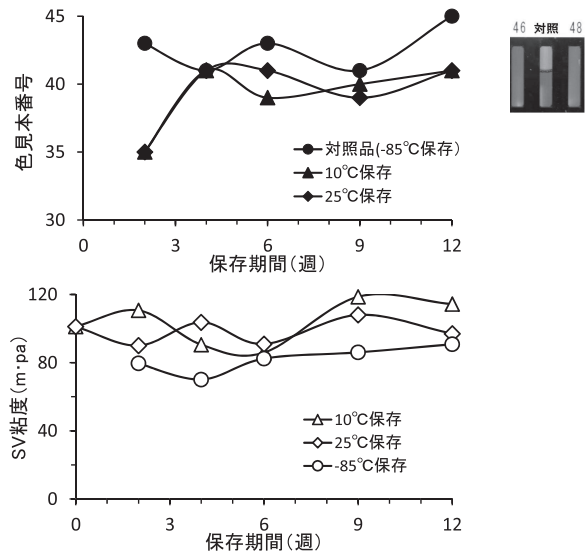 45
40
35
30
色見本番号
0
3
6
9
12
保存期間（週）
対照品(-85℃保存）
10℃保存
25℃保存
46 対照 48
120
80
40
0
SV粘度（m･pa)
0
3
6
9
12
保存期間（週）
10℃保存
25℃保存
-85℃保存